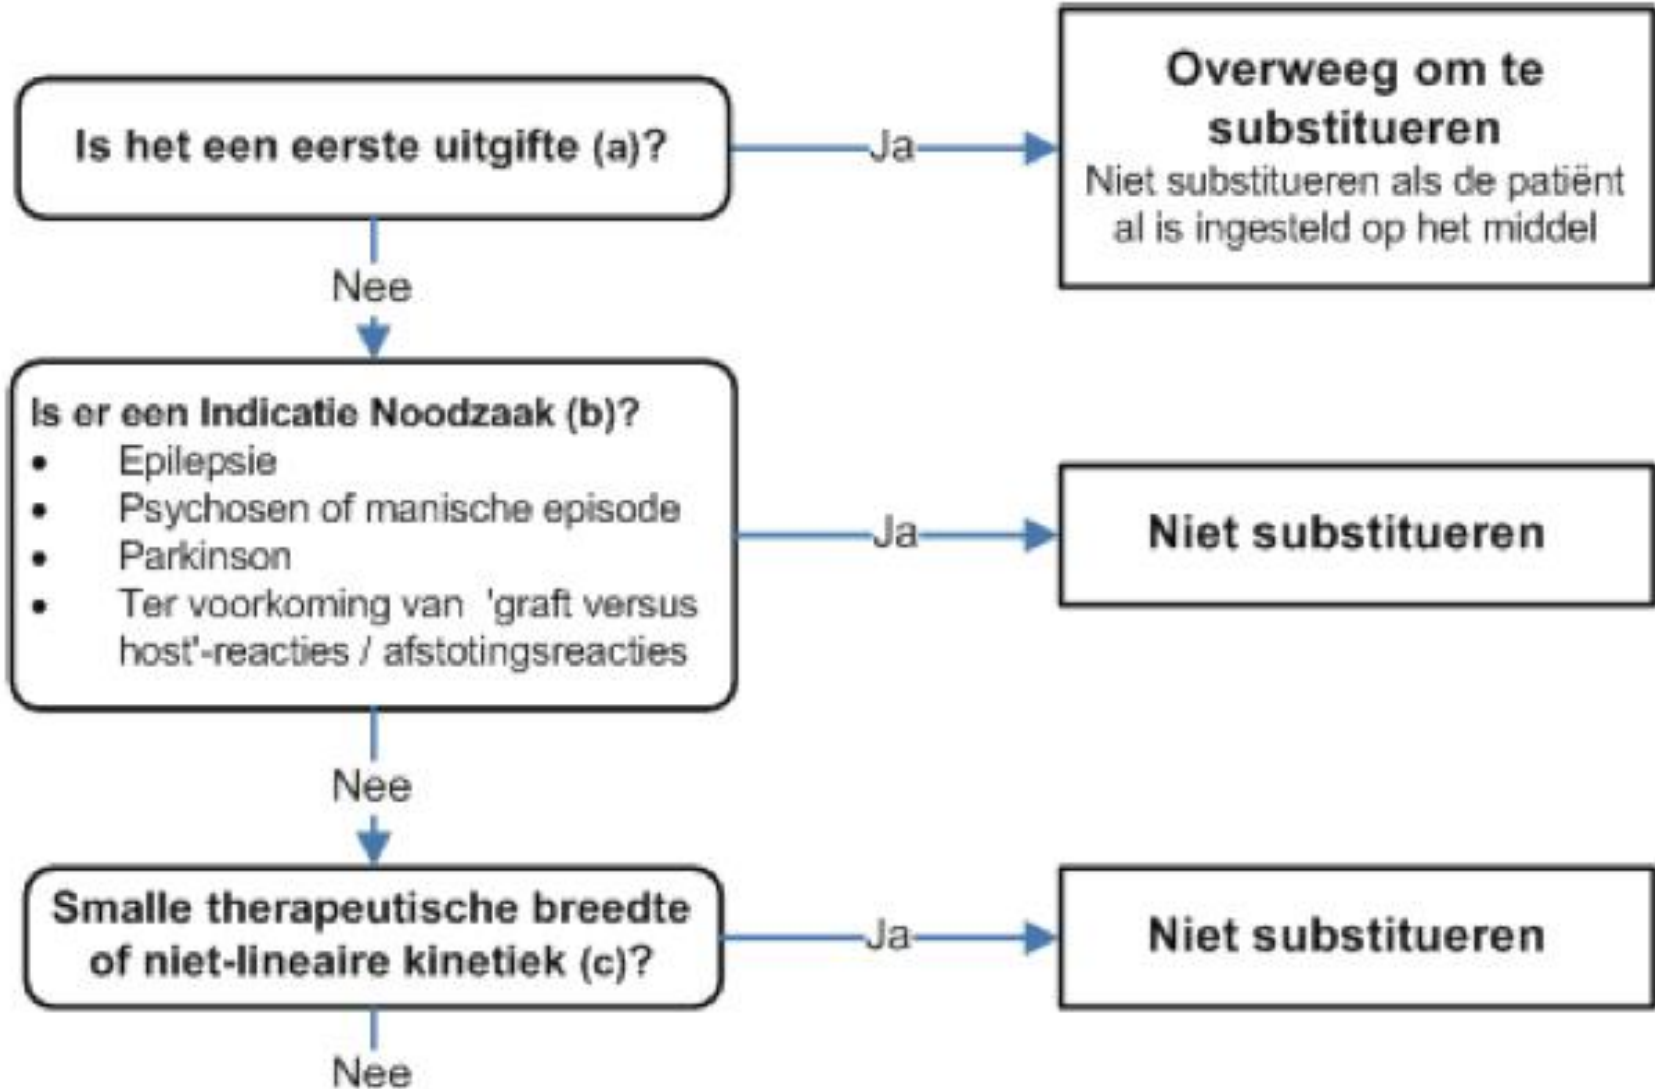 Is het een eerste uitgifte (a)?
Ja
Overweeg om te
substitueren
Niet substitueren als de patiënt
al is ingesteld op het middel
Nee
Is er een Indicatie Noodzaak (b)?
• Epilepsie
• Psychosen of manische episode
• Parkinson
• Ter voorkoming van 'graft versus
host'-reacties / afstotingsreacties
Ja
Niet substitueren
Nee
Smalle therapeutische breedte
of niet-lineaire kinetiek (c)?
Ja
Niet substitueren
Nee